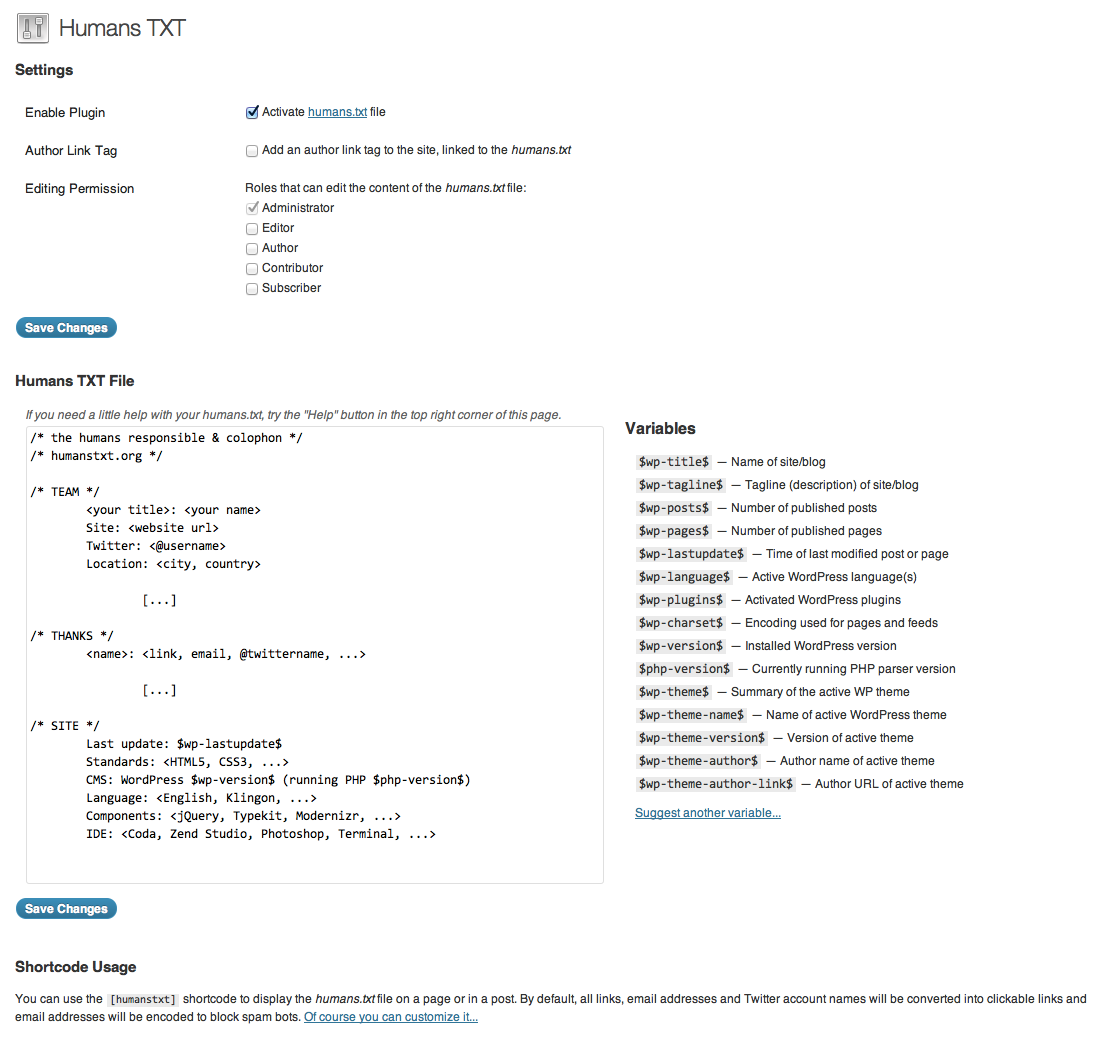 Humans TXT
Settings
Enable Plugin
Activate humans.txt file
Author Link Tag
Add an author link tag to the site, linked to the humans.txt
Editing Permission
Roles that can edit the content of the humans.txt file:
Administrator
Editor
Author
Contributor
Subscriber
Save Changes
Humans TXT File
If you need a little help with your humans.txt, try the "Help" button in the top right corner of this page.
/* the humans responsible & colophon */
/* humanstxt.org */
/* TEAM */
<your title>: <your name>
Site: <website url>
Twitter: <@username>
Location: <city, country>
[...]
/* THANKS */
<name>: <link, email, @twittername, ...>
[...]
/* SITE */
Last update: $wp-lastupdate$
Standards: <HTML5, CSS3, ...>
CMS: WordPress $wp-version$ (running PHP $php-version$)
Language: <English, Klingon, ...>
Components: <jQuery, Typekit, Modernizr, ...>
IDE: <Coda, Zend Studio, Photoshop, Terminal, ...>
Variables
$wp-title$ — Name of site/blog
$wp-tagline$ — Tagline (description) of site/blog
$wp-posts$ — Number of published posts
$wp-pages$ — Number of published pages
$wp-lastupdate$ — Time of last modified post or page
$wp-language$ — Active WordPress language(s)
$wp-plugins$ — Activated WordPress plugins
$wp-charset$ — Encoding used for pages and feeds
$wp-version$ — Installed WordPress version
$php-version$ — Currently running PHP parser version
$wp-theme$ — Summary of the active WP theme
$wp-theme-name$ — Name of active WordPress theme
$wp-theme-version$ — Version of active theme
$wp-theme-author$ — Author name of active theme
$wp-theme-author-link$ — Author URL of active theme
Suggest another variable...
Save Changes
Shortcode Usage
You can use the [humanstxt] shortcode to display the humans.txt file on a page or in a post. By default, all links, email addresses and Twitter account names will be converted into clickable links and
email addresses will be encoded to block spam bots. Of course you can customize it...